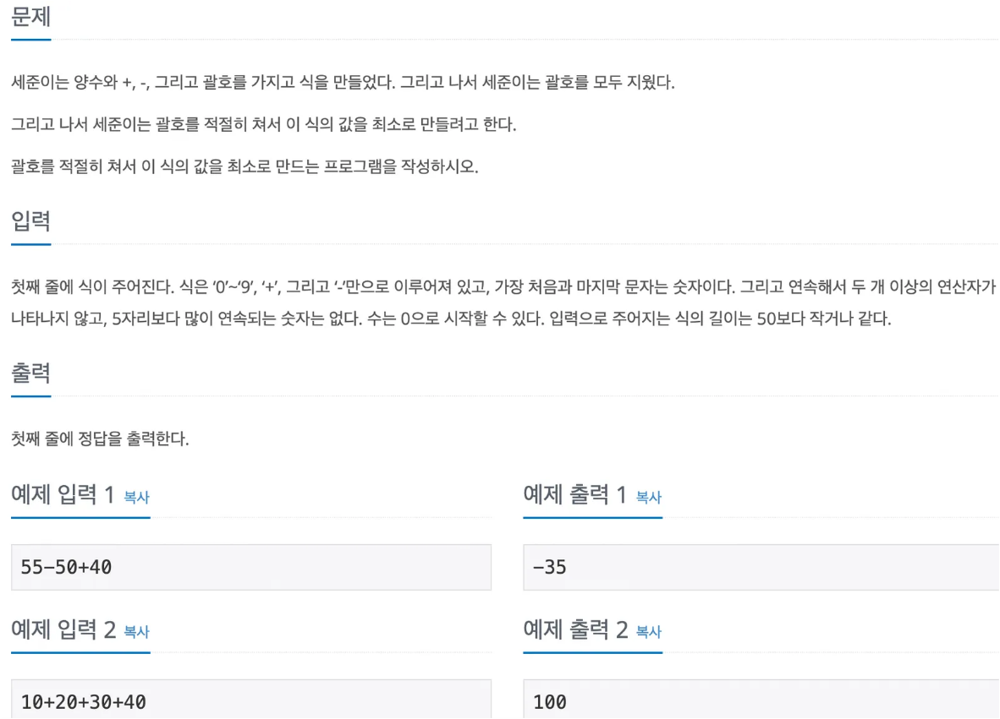 문제
세준이는 양수와 +, -, 그리고 괄호를 가지고 식을 만들었다. 그리고 나서 세준이는 괄호를 모두 지웠다.
그리고 나서 세준이는 괄호를 적절히 쳐서 이 식의 값을 최소로 만들려고 한다.
괄호를 적절히 쳐서 이 식의 값을 최소로 만드는 프로그램을 작성하시오.
입력
첫째 줄에 식이 주어진다. 식은 ‘0’~‘9’, ‘+’, 그리고 ‘-’만으로 이루어져 있고, 가장 처음과 마지막 문자는 숫자이다. 그리고 연속해서 두 개 이상의 연산자가
나타나지 않고, 5자리보다 많이 연속되는 숫자는 없다. 수는 0으로 시작할 수 있다. 입력으로 주어지는 식의 길이는 50보다 작거나 같다.
출력
첫째 줄에 정답을 출력한다.
예제 입력 1 복사
예제 출력 1 복사
55-50+40
-35
예제 입력 2 복사
예제 출력 2 복사
10+20+30+40
100